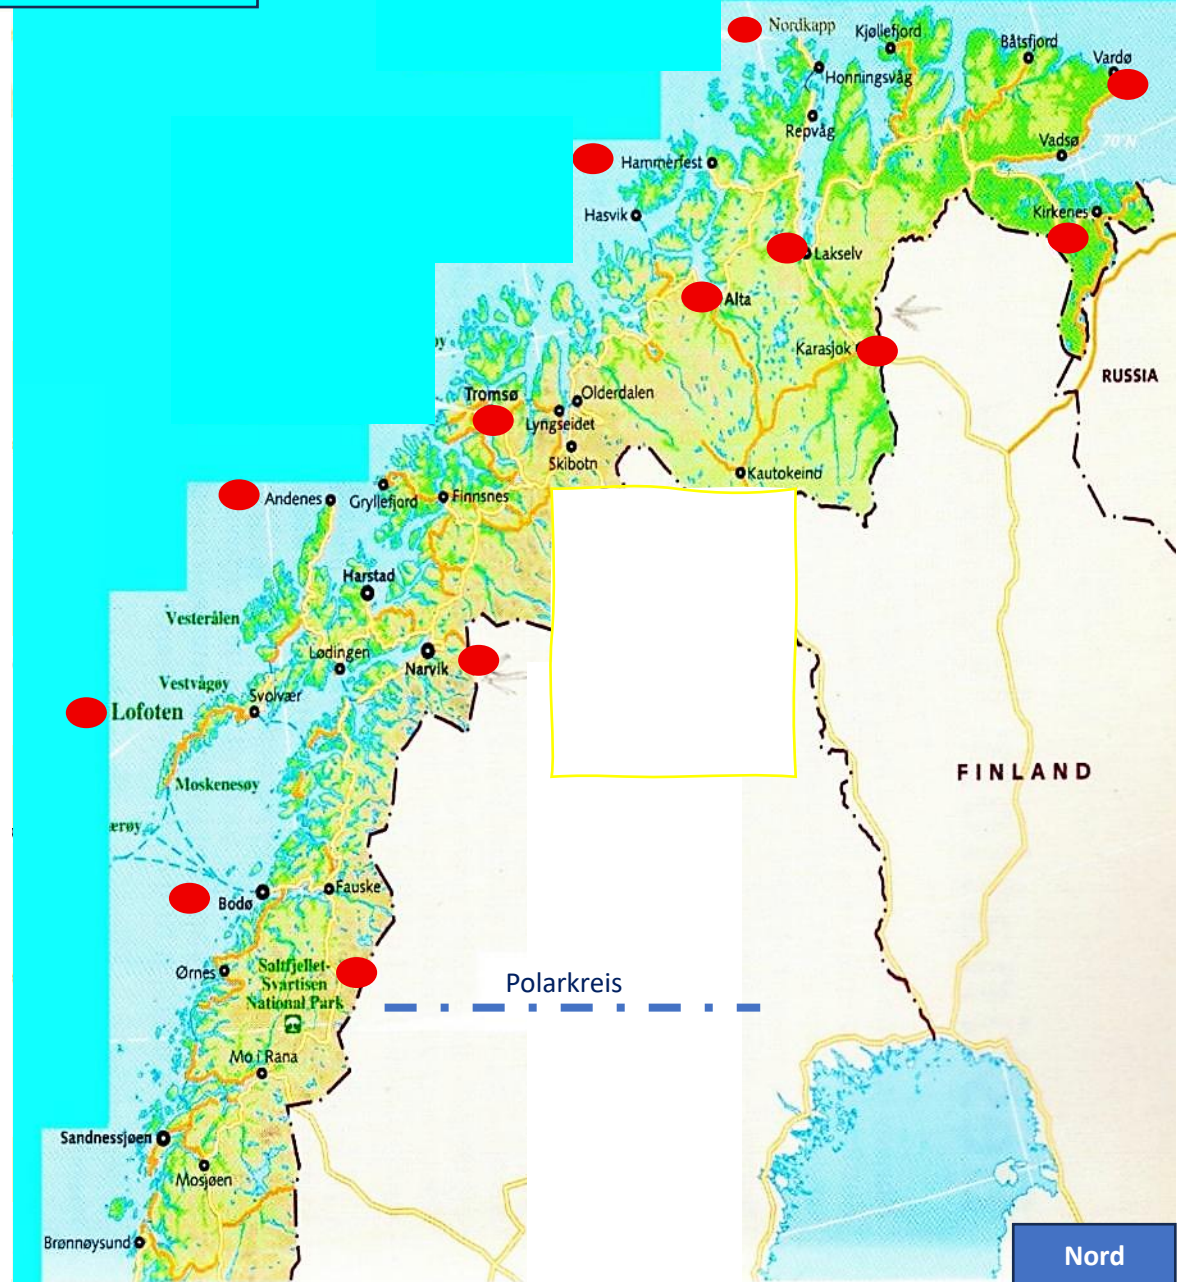 Nordkapp
Kjøllefjord
Båtsfjord
Vardø
Honningsvåg
Repvåg
Vadsø
70°N
Hammerfest
Hasvik
Kirkenes
Lakselv
Alta
Karasjok
RUSSIA
Tromsø
Olderdalen
Lyngseidet
Skibotn
Kautokeino
Andenes
Gryllefjord
Finnsnes
Harstad
Vesterålen
Lødingen
Narvik
Vestvågøy
Svolvær
Lofoten
Moskenesøy
FINLAND
ærøy
Fauske
Bodø
Ørnes
Saltfjellet-
Svartisen
National Park
Polarkreis
Mo i Rana
Sandnessjøen
Mosjøen
Brønnøysund
Nord